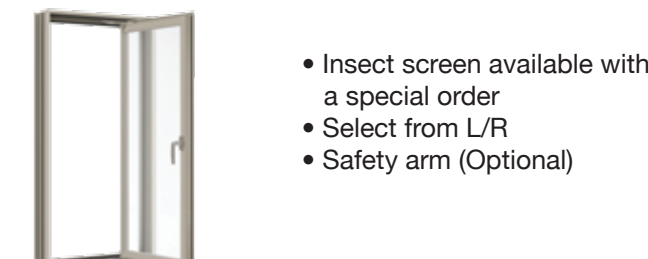 • Insect screen available with
a special order
• Select from L/R
• Safety arm (Optional)